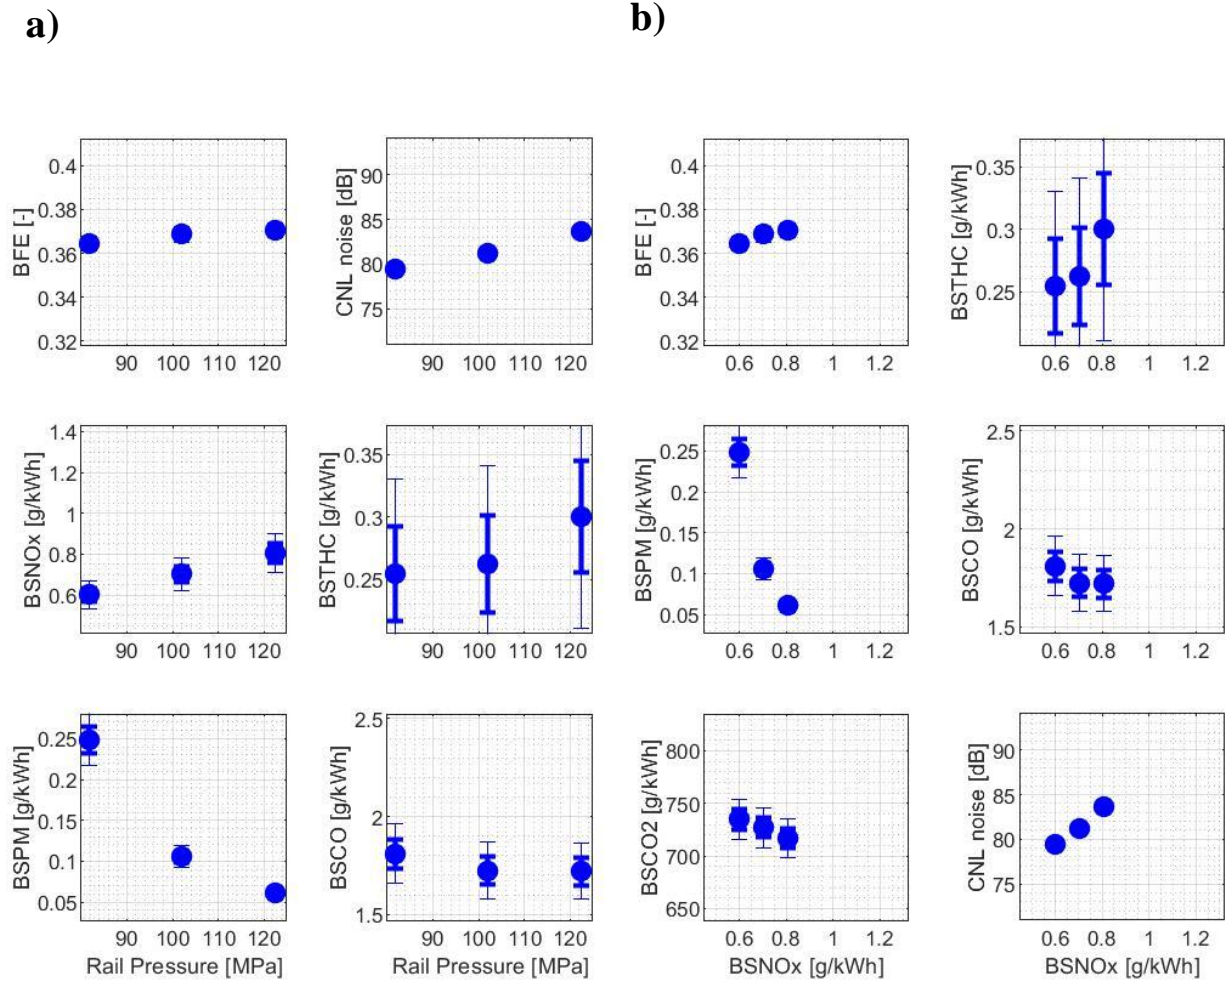 a)
b)
BFE [-]
0.4
0.38
0.36
0.34
0.32
90 100 110 120
CNL noise [dB]
90
85
80
75
90 100 110 120
BFE [-]
0.4
0.38
0.36
0.34
0.32
0.6 0.8 1 1.2
BSTHC [g/kWh]
0.35
0.3
0.25
0.6 0.8 1 1.2
BSNOx [g/kWh]
1.4
1.2
1
0.8
0.6
90 100 110 120
BSTHC [g/kWh]
0.35
0.3
0.25
90 100 110 120
BSPM [g/kWh]
0.25
0.2
0.15
0.1
0.05
0.6 0.8 1 1.2
BSCO [g/kWh]
2.5
2
1.5
0.6 0.8 1 1.2
BSPM [g/kWh]
0.25
0.2
0.15
0.1
0.05
90 100 110 120
Rail Pressure [MPa]
BSCO [g/kWh]
2.5
2
1.5
90 100 110 120
Rail Pressure [MPa]
BSCO2 [g/kWh]
800
750
700
650
0.6 0.8 1 1.2
BSNOx [g/kWh]
CNL noise [dB]
90
85
80
75
0.6 0.8 1 1.2
BSNOx [g/kWh]